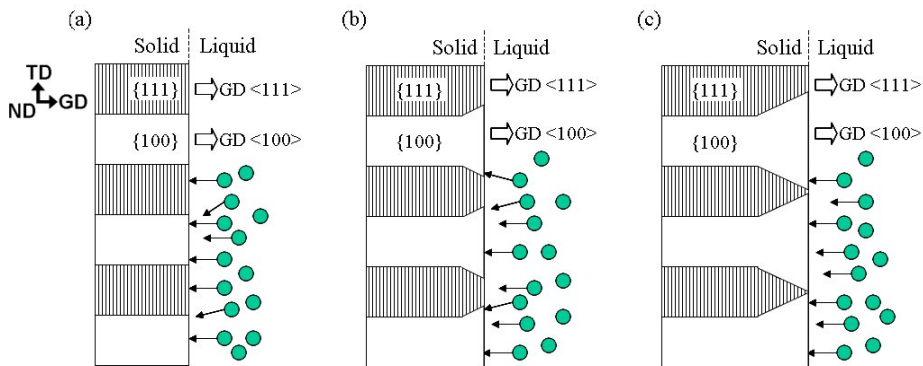 (a)
Solid
Liquid
TD
ND
GD
{111}
GD <111>
{100}
GD <100>
(b)
Solid
Liquid
{111}
GD <111>
{100}
GD <100>
(c)
Solid
Liquid
{111}
GD <111>
{100}
GD <100>